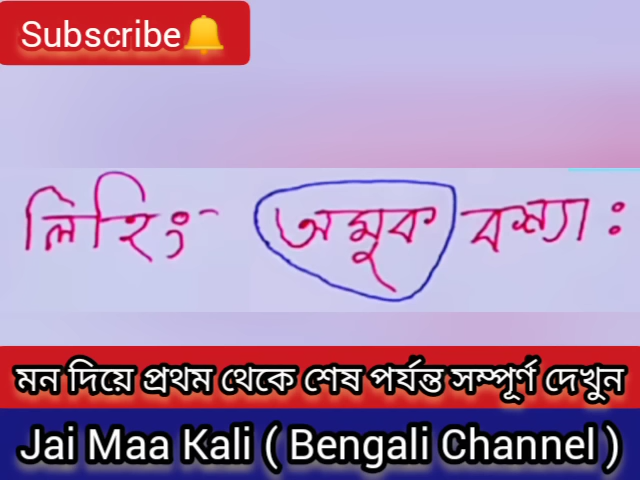 Subscribe🔔
লিহিং অমুক বশ্যা :
মন দিয়ে প্রথম থেকে শেষ পর্যন্ত সম্পূর্ণ দেখুন
Jai Maa Kali ( Bengali Channel )